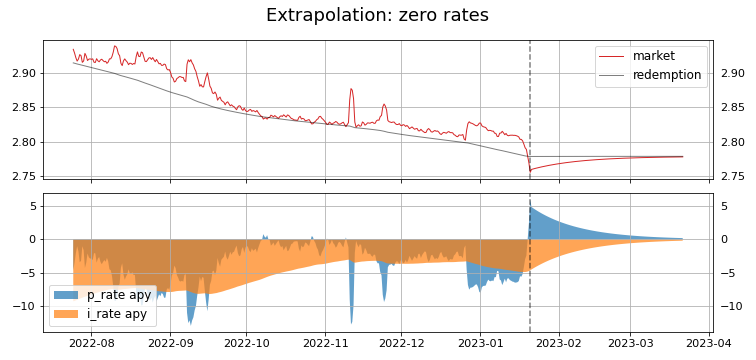 Extrapolation: zero rates
market
redemption
2.90 2.90
2.85 2.85
2.80 2.80
2.75 2.75
5 5
0 0
−5 −5
−10 −10
p_rate apy
i_rate apy
2022-08 2022-09 2022-10 2022-11 2022-12 2023-01 2023-02 2023-03 2023-04